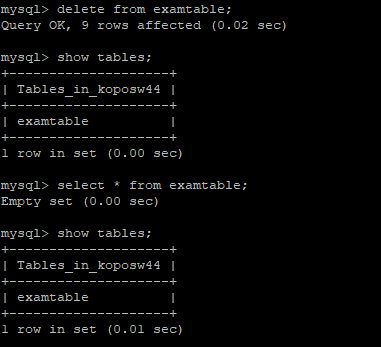 mysql> delete from examtable;
Query OK, 9 rows affected (0.02 sec)
mysql> show tables;
+--------------------+
| Tables_in_koposw44 |
+--------------------+
| examtable          |
+--------------------+
1 row in set (0.00 sec)
mysql> select * from examtable;
Empty set (0.00 sec)
mysql> show tables;
+--------------------+
| Tables_in_koposw44 |
+--------------------+
| examtable          |
+--------------------+
1 row in set (0.01 sec)